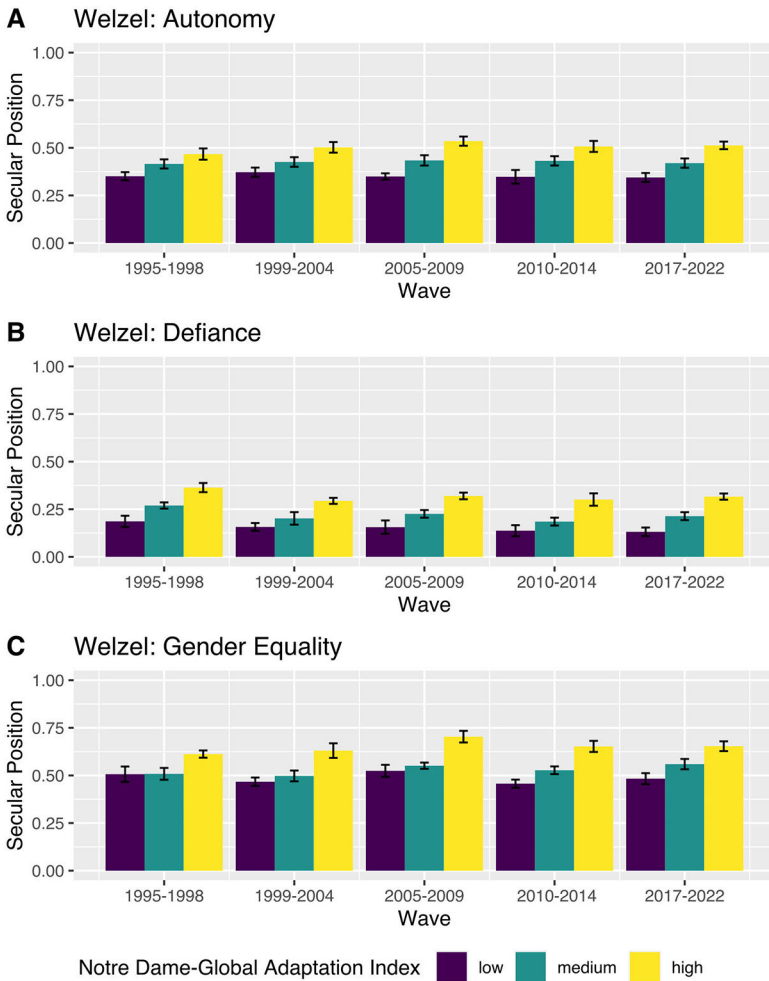 A Welzel: Autonomy
Secular Position
1.00
0.75
0.50
0.25
0.00
1995-1998 1999-2004 2005-2009 2010-2014 2017-2022
Wave
B Welzel: Defiance
Secular Position
1.00
0.75
0.50
0.25
0.00
1995-1998 1999-2004 2005-2009 2010-2014 2017-2022
Wave
C Welzel: Gender Equality
Secular Position
1.00
0.75
0.50
0.25
0.00
1995-1998 1999-2004 2005-2009 2010-2014 2017-2022
Wave
Notre Dame-Global Adaptation Index low medium high